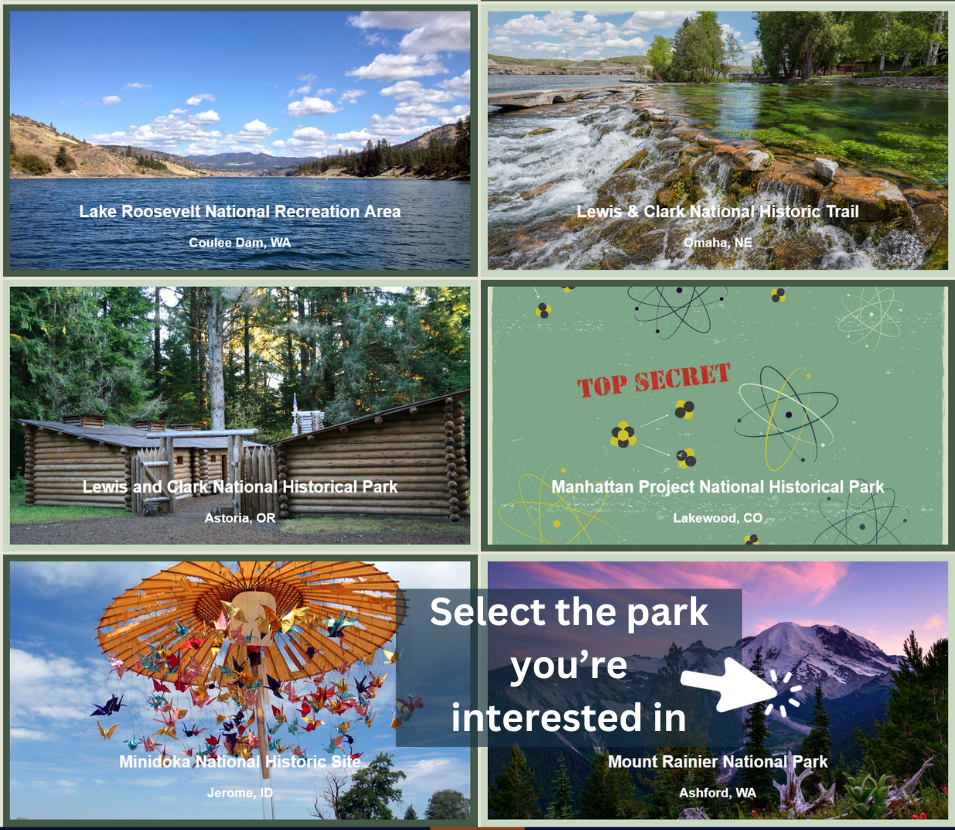 Lake Roosevelt National Recreation Area
Coulee Dam, WA
Lewis & Clark National Historic Trail
Omaha, NE
Lewis and Clark National Historical Park
Astoria, OR
TOP SECRET
Manhattan Project National Historical Park
Lakewood, CO
Select the park
you're
interested in
Minidoka National Historic Site
Jerome, ID
Mount Rainier National Park
Ashford, WA